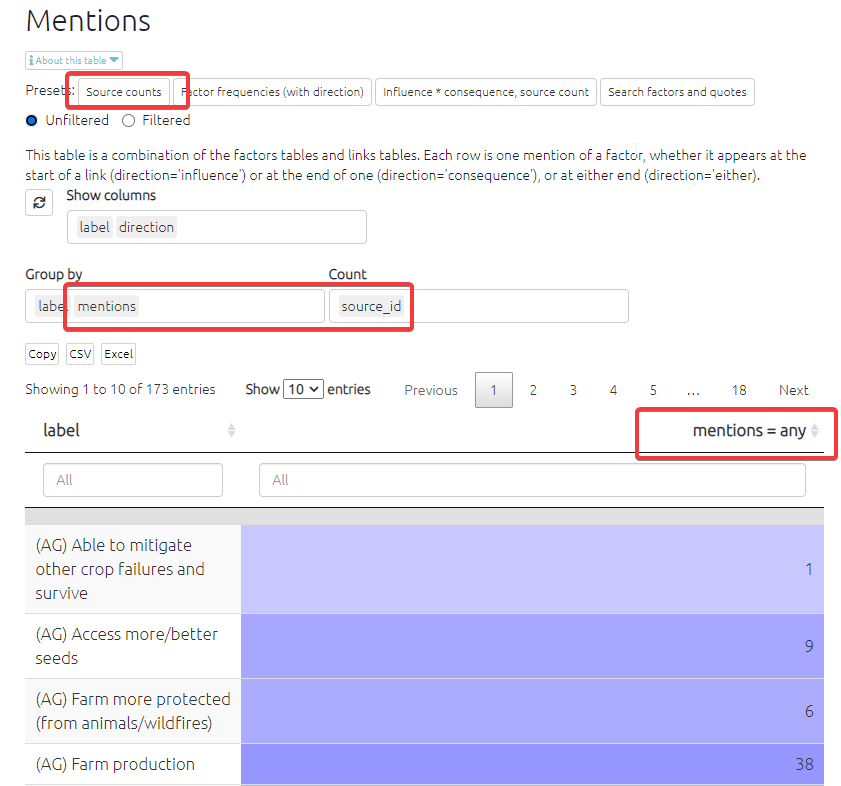 Mentions
About this table
Presets: Source counts Factor frequencies (with direction) Influence * consequence, source count Search factors and quotes
Unfiltered Filtered
This table is a combination of the factors tables and links tables. Each row is one mention of a factor, whether it appears at the
start of a link (direction='influence') or at the end of one (direction='consequence'), or at either end (direction='either).
Show columns
label direction
Group by Count
label mentions source_id
Copy CSV Excel
Showing 1 to 10 of 173 entries Show 10 entries Previous 1 2 3 4 5 ... 18 Next
label mentions = any
All All
(AG) Able to mitigate
other crop failures and 1
survive
(AG) Access more/better
seeds 9
(AG) Farm more protected
(from animals/wildfires) 6
(AG) Farm production 38